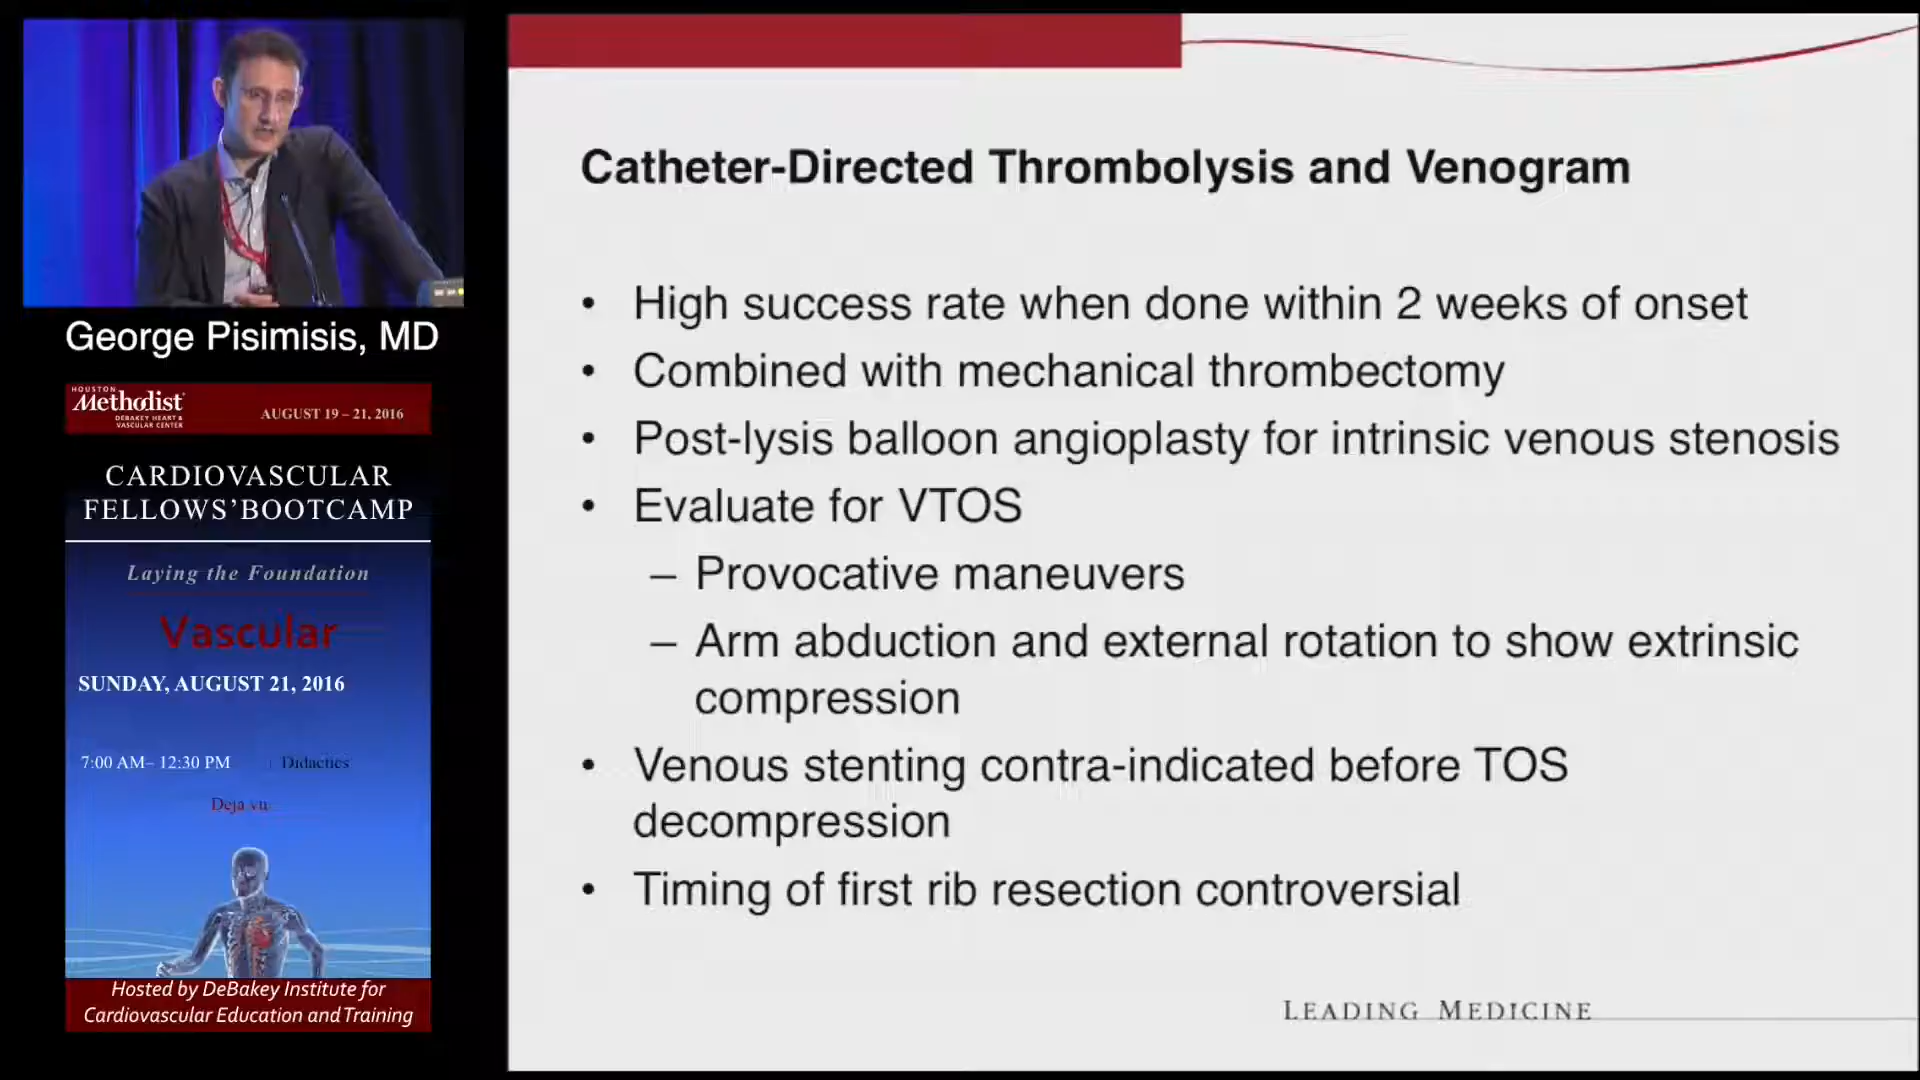 George Pisimisis, MD
HOUSTON
Methodist
DEBAKEY HEART &
VASCULAR CENTER
AUGUST 19 – 21, 2016
CARDIOVASCULAR
FELLOWS'BOOTCAMP
Laying the Foundation
Vascular
SUNDAY, AUGUST 21, 2016
7:00 AM– 12:30 PM Didactics
Deja vu
Hosted by DeBakey Institute for
Cardiovascular Education and Training
Catheter-Directed Thrombolysis and Venogram
• High success rate when done within 2 weeks of onset
• Combined with mechanical thrombectomy
• Post-lysis balloon angioplasty for intrinsic venous stenosis
• Evaluate for VTOS
– Provocative maneuvers
– Arm abduction and external rotation to show extrinsic
compression
• Venous stenting contra-indicated before TOS
decompression
• Timing of first rib resection controversial
LEADING MEDICINE